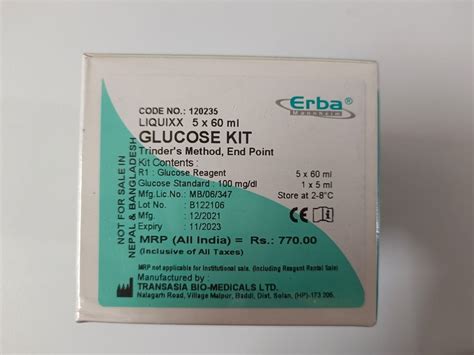 CODE NO.: 120235
LIQUIXX 5 x 60 ml
GLUCOSE KIT
Trinder's Method, End Point
Kit Contents :
R1 : Glucose Reagent 5 x 60 ml
Glucose Standard : 100 mg/dl 1 x 5 ml
Mfg.Lic.No.: MB/06/347 Store at 2-8°C
Lot No. : B122106
Mfg. : 12/2021
Expiry : 11/2023
MRP (All India) = Rs.: 770.00
(Inclusive of All Taxes)
MRP not applicable for Institutional sale. (Including Reagent Rental Sale)
Manufactured by :
TRANSASIA BIO-MEDICALS LTD.
Nalagarh Road, Village Malpur, Baddi, Dist. Solan, (HP)-173 205.
Erba®
Mannheim
CE IVD
NOT FOR SALE IN
NEPAL & BANGLADESH